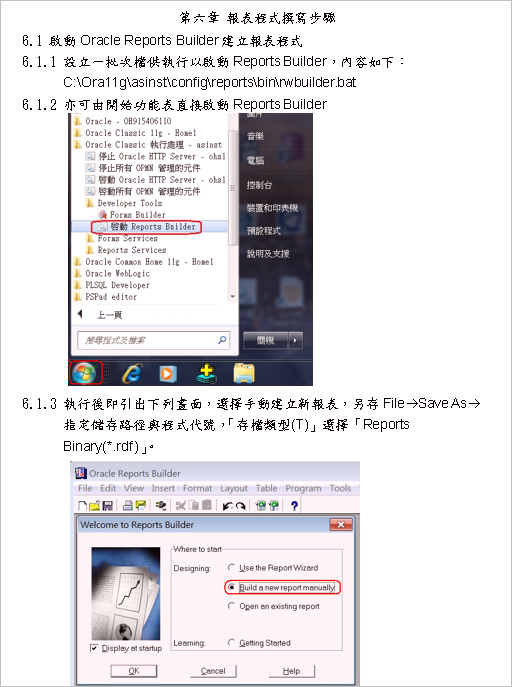 第六章 報表程式撰寫步驟
6.1 啟動 Oracle Reports Builder 建立報表程式
6.1.1 設立一批次檔供執行以啟動 Reports Builder，內容如下：
C:\Ora11g\asinst\config\reports\bin\rwbuilder.bat
6.1.2 亦可由開始功能表直接啟動 Reports Builder
Oracle - OH915406110
Oracle Classic 11g - Home1
Oracle Classic 執行處理 - asinst
停止 Oracle HTTP Server - ohs1
停止所有 OPMN 管理的元件
啓動 Oracle HTTP Server - ohs1
啓動所有 OPMN 管理的元件
Developer Tools
Forms Builder
啓動 Reports Builder
Forms Services
Reports Services
Oracle Common Home 11g - Home1
Oracle WebLogic
PLSQL Developer
PSPad editor
上一頁
搜尋程式及檔案
圖片
音樂
電腦
控制台
裝置和印表機
預設程式
說明及支援
關機
6.1.3 執行後即引出下列畫面，選擇手動建立新報表，另存 File→Save As→
指定儲存路徑與程式代號，「存檔類型(T)」選擇「Reports
Binary(*.rdf)」。
Oracle Reports Builder
File Edit View Insert Format Layout Table Program Tools
Welcome to Reports Builder
Where to start
Designing:
Use the Report Wizard
Build a new report manually
Open an existing report
Learning:
Getting Started
Display at startup
OK Cancel Help